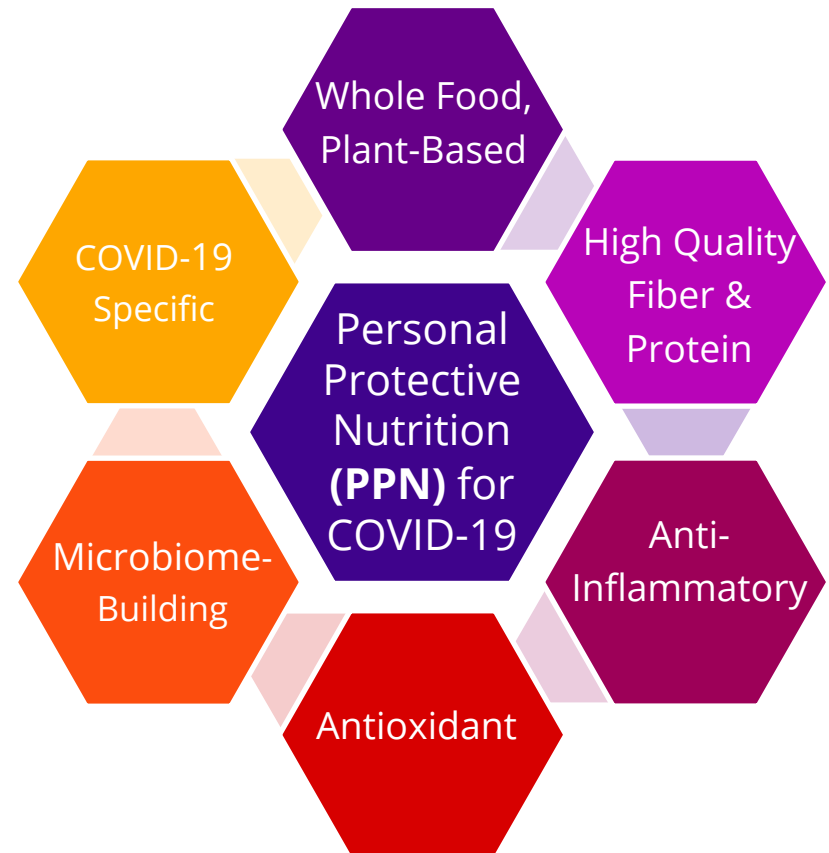 Whole Food,
Plant-Based
High Quality
Fiber &
Protein
Anti-
Inflammatory
Antioxidant
Microbiome-
Building
COVID-19
Specific
Personal
Protective
Nutrition
(PPN) for
COVID-19